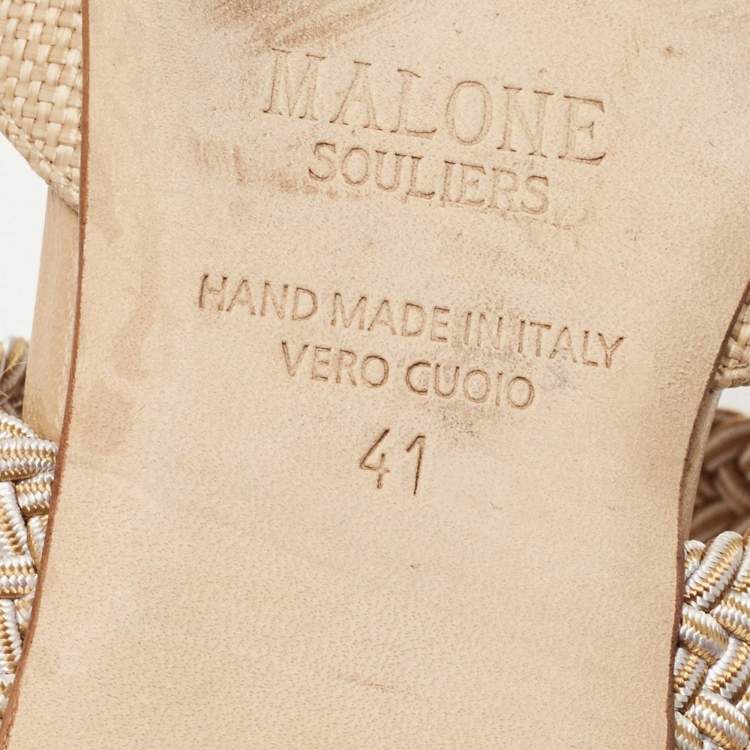 MALONE
SOULIERS
HAND MADE IN ITALY
VERO CUOIO
41